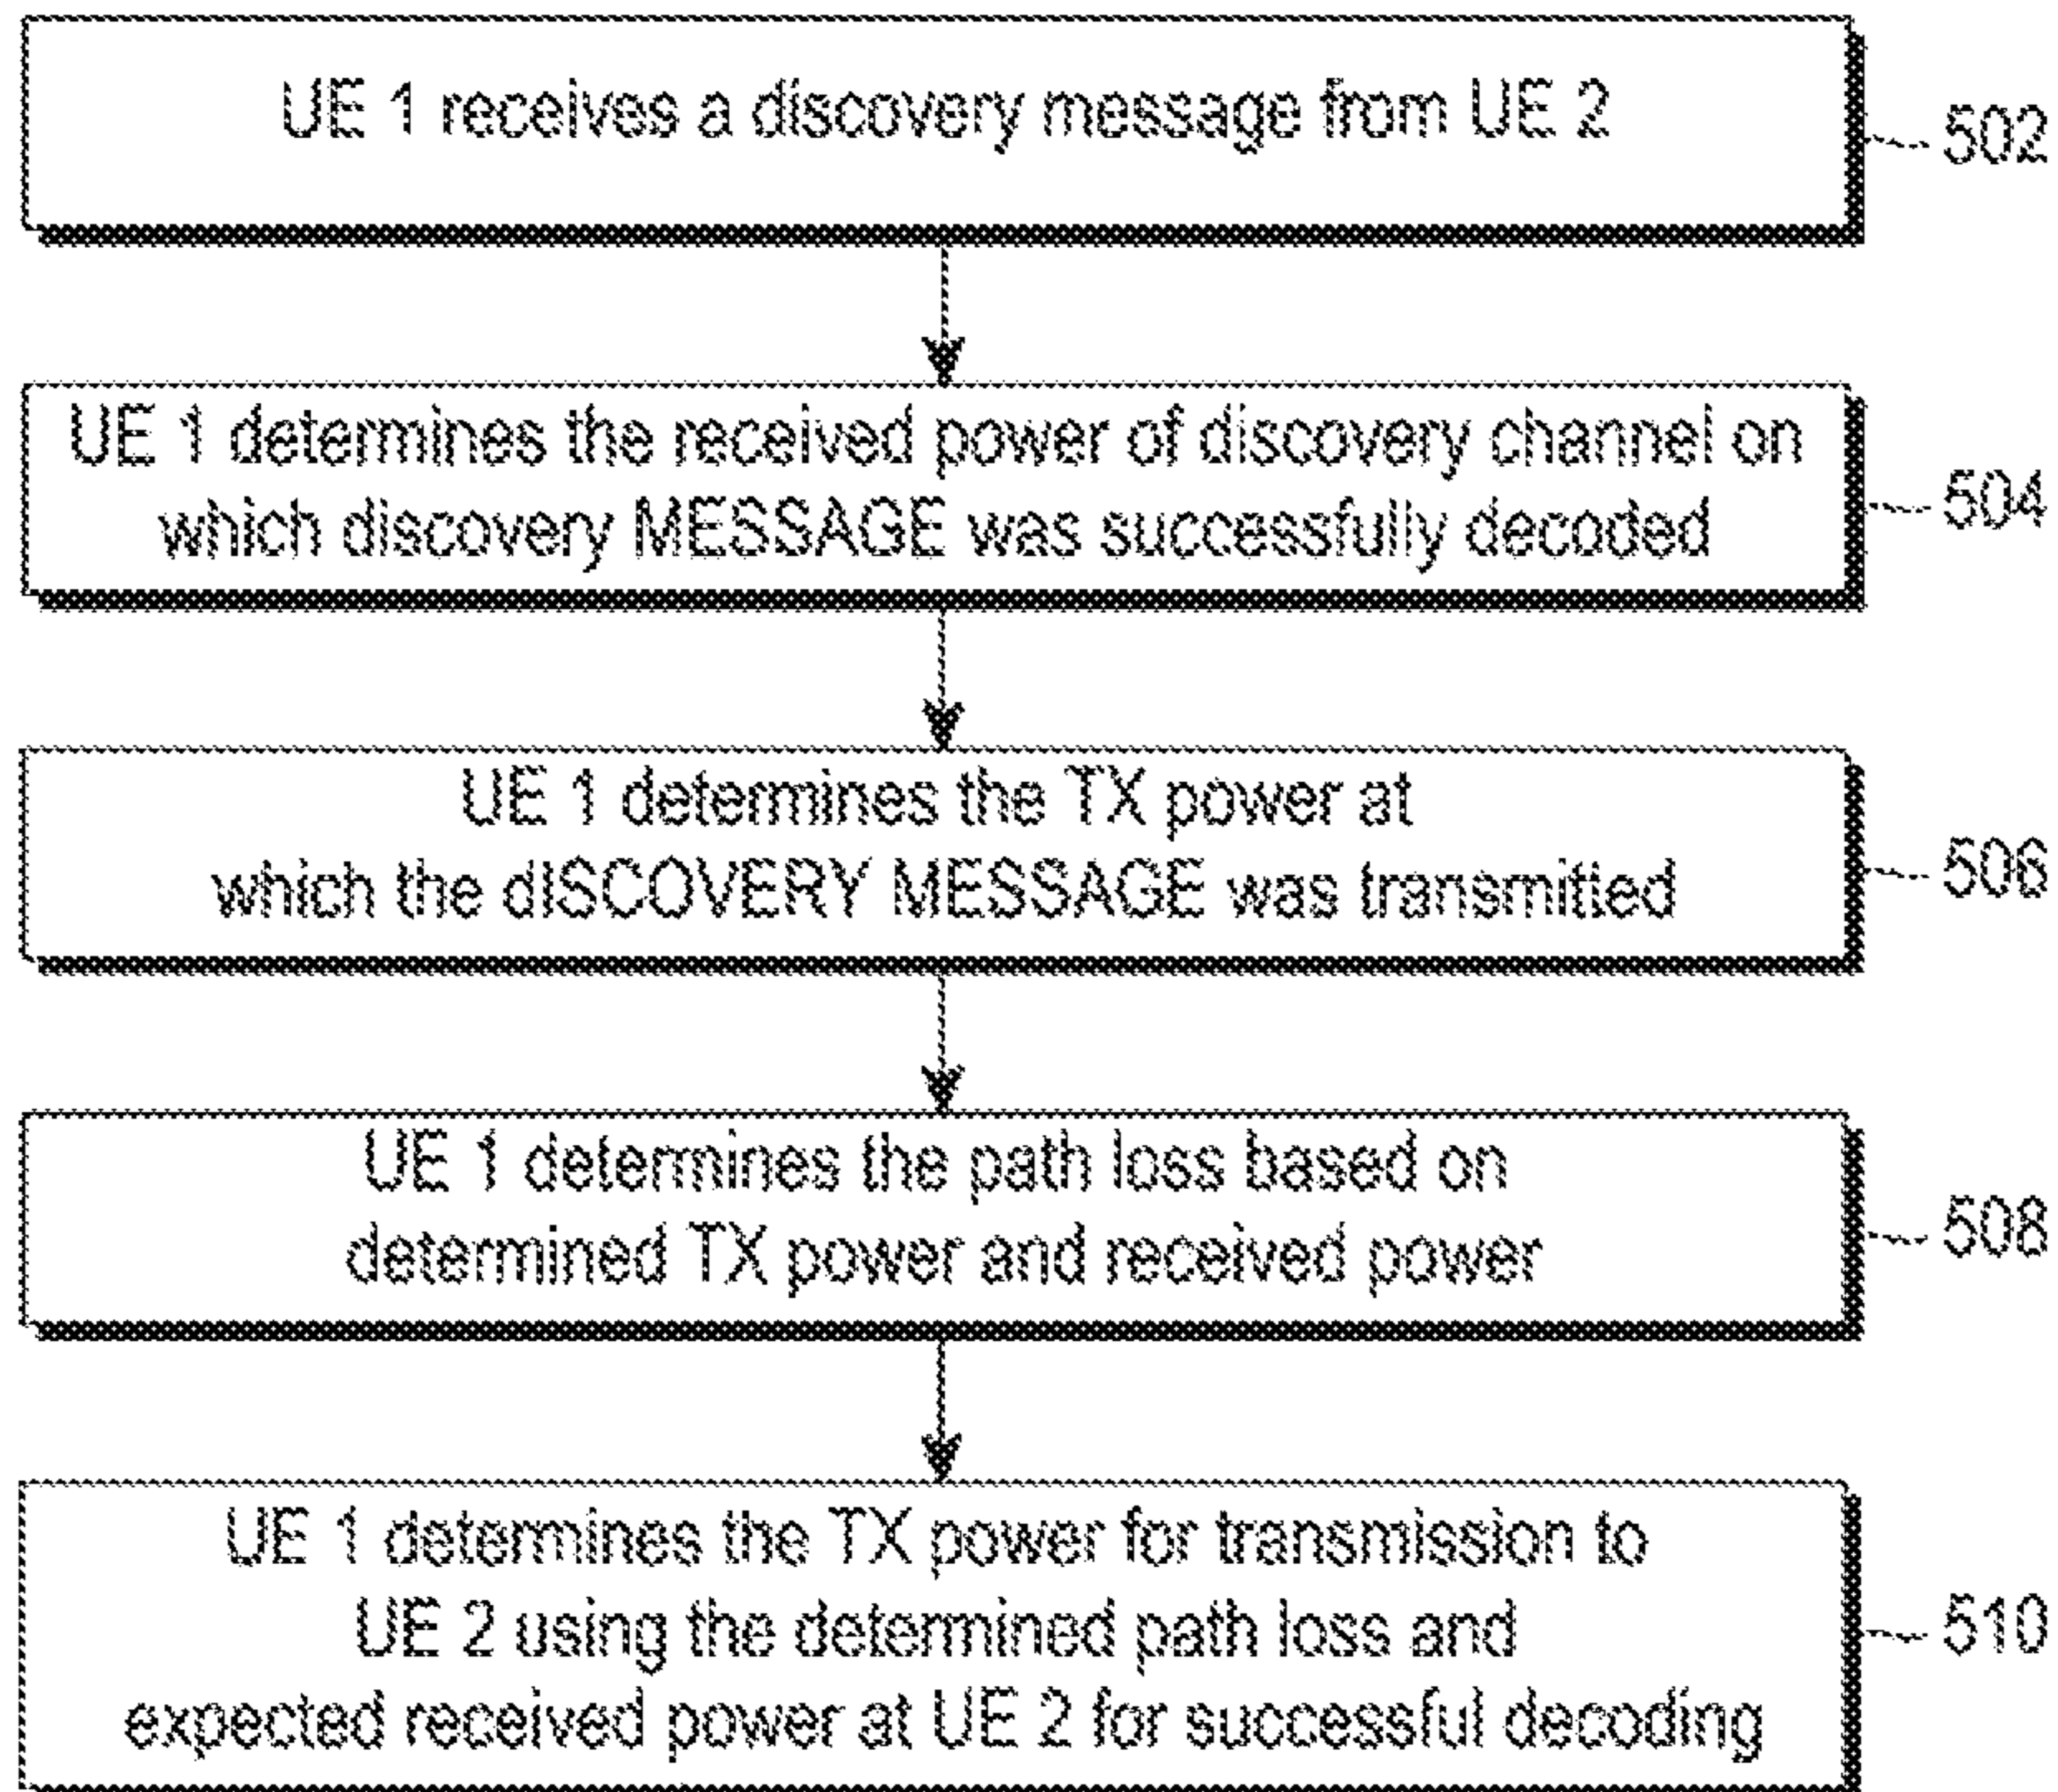 UE 1 receives a discovery message from UE 2
502
UE 1 determines the received power of discovery channel on
which discovery MESSAGE was successfully decoded
504
UE 1 determines the TX power at
which the dISCOVERY MESSAGE was transmitted
506
UE 1 determines the path loss based on
determined TX power and received power
508
UE 1 determines the TX power for transmission to
UE 2 using the determined path loss and
expected received power at UE 2 for successful decoding
510